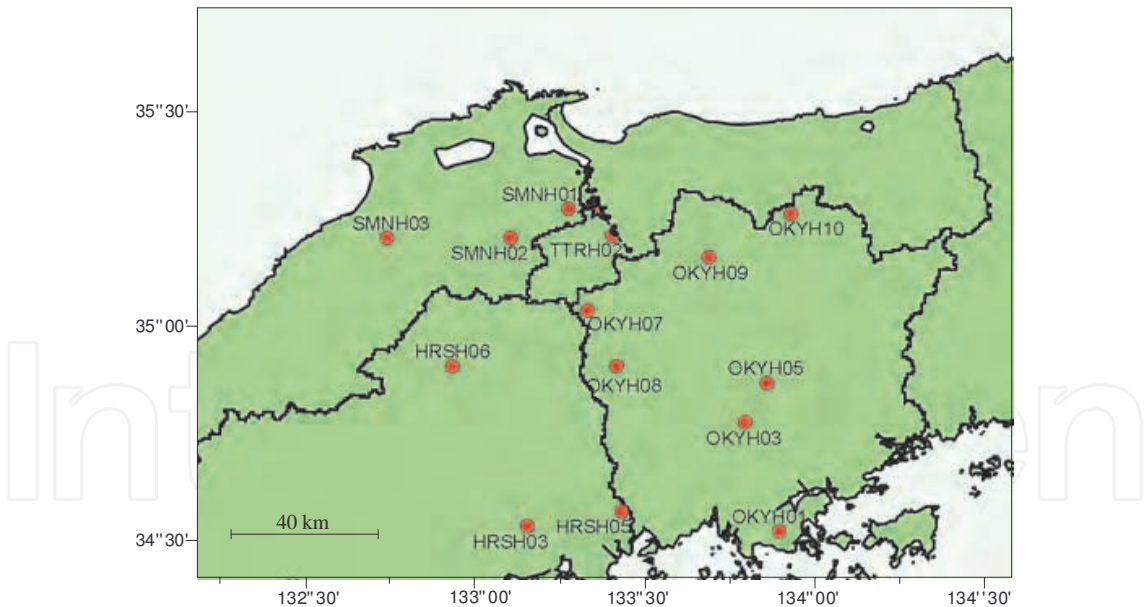 35"30'
SMNH01
SMNH03
SMNH02
TTRH02
OKYH10
OKYH09
35"00'
OKYH07
HRSH06
OKYH08
OKYH05
OKYH03
40 km
HRSH05
OKYH01
34"30'
HRSH03
132"30'
133"00'
133"30'
134"00'
134"30'